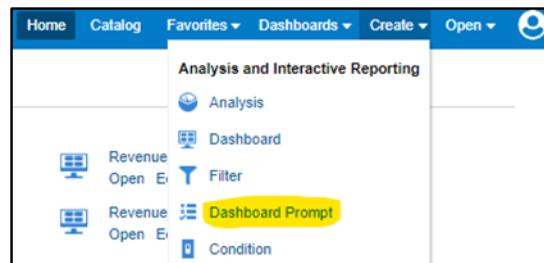 Home Catalog Favorites Dashboards Create Open
Analysis and Interactive Reporting
Analysis
Dashboard
Revenue
Open
Filter
Revenue
Dashboard Prompt
Open
Condition